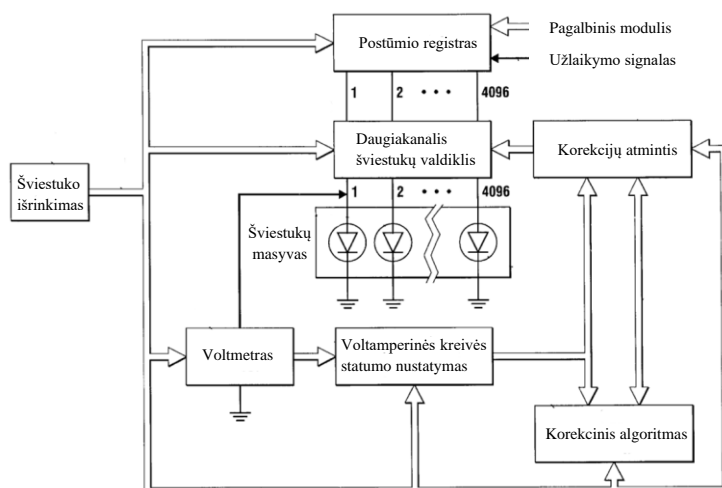 Postūmio registras
Pagalbinis modulis
Užlaikymo signalas
1 2 • • • 4096
Daugiakanalis
šviestukų valdiklis
Korekcijų atmintis
Šviestuko
išrinkimas
1 2 • • • 4096
Šviestukų
masyvas
Voltmetras
Voltamperinės kreivės
statumo nustatymas
Korekcinis algoritmas